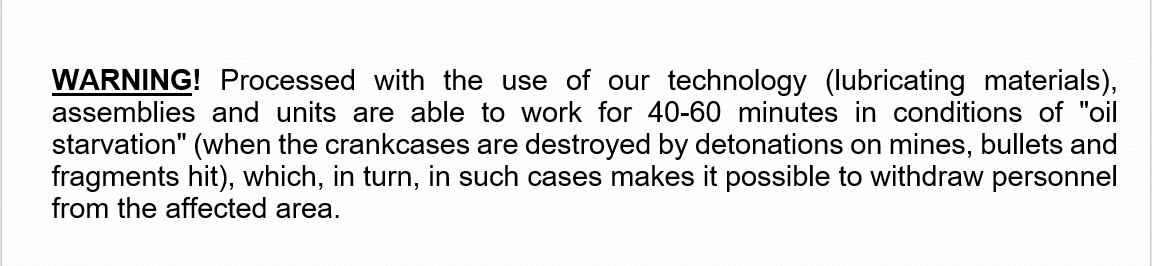 WARNING! Processed with the use of our technology (lubricating materials),
assemblies and units are able to work for 40-60 minutes in conditions of "oil
starvation" (when the crankcases are destroyed by detonations on mines, bullets and
fragments hit), which, in turn, in such cases makes it possible to withdraw personnel
from the affected area.